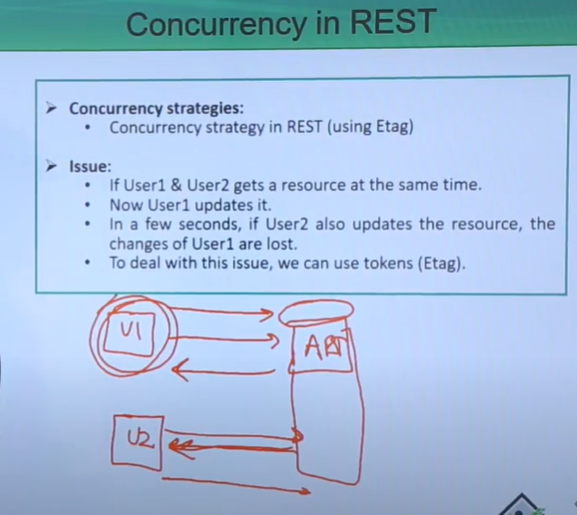 Concurrency in REST
➤ Concurrency strategies:
• Concurrency strategy in REST (using Etag)
➤ Issue:
• If User1 & User2 gets a resource at the same time.
• Now User1 updates it.
• In a few seconds, if User2 also updates the resource, the
changes of User1 are lost.
• To deal with this issue, we can use tokens (Etag).
U1
API
U2